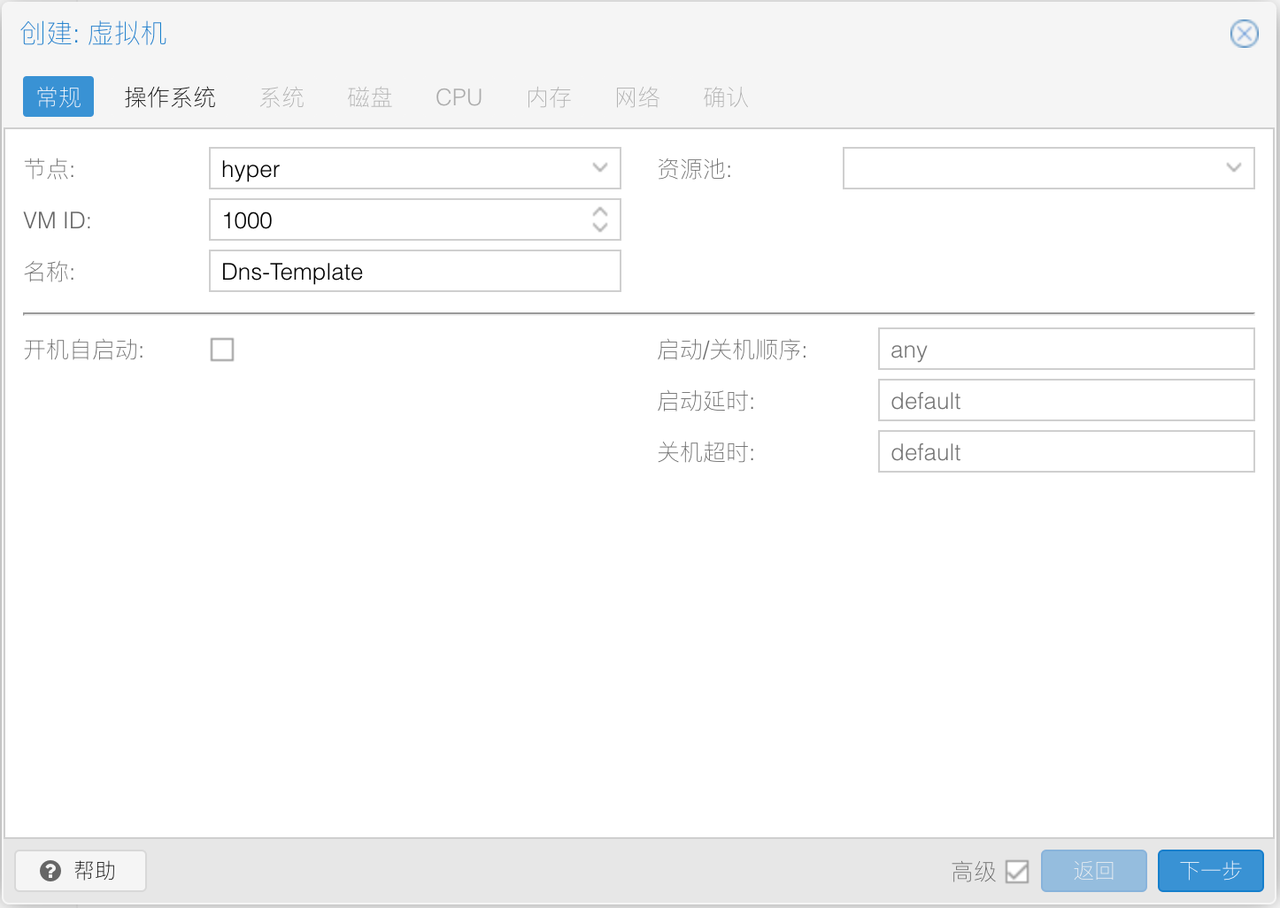 创建: 虚拟机
常规 操作系统 系统 磁盘 CPU 内存 网络 确认
节点: hyper 资源池:
VM ID: 1000
名称: Dns-Template
开机自启动: 启动/关机顺序: any
启动延时: default
关机超时: default
帮助 高级 返回 下一步